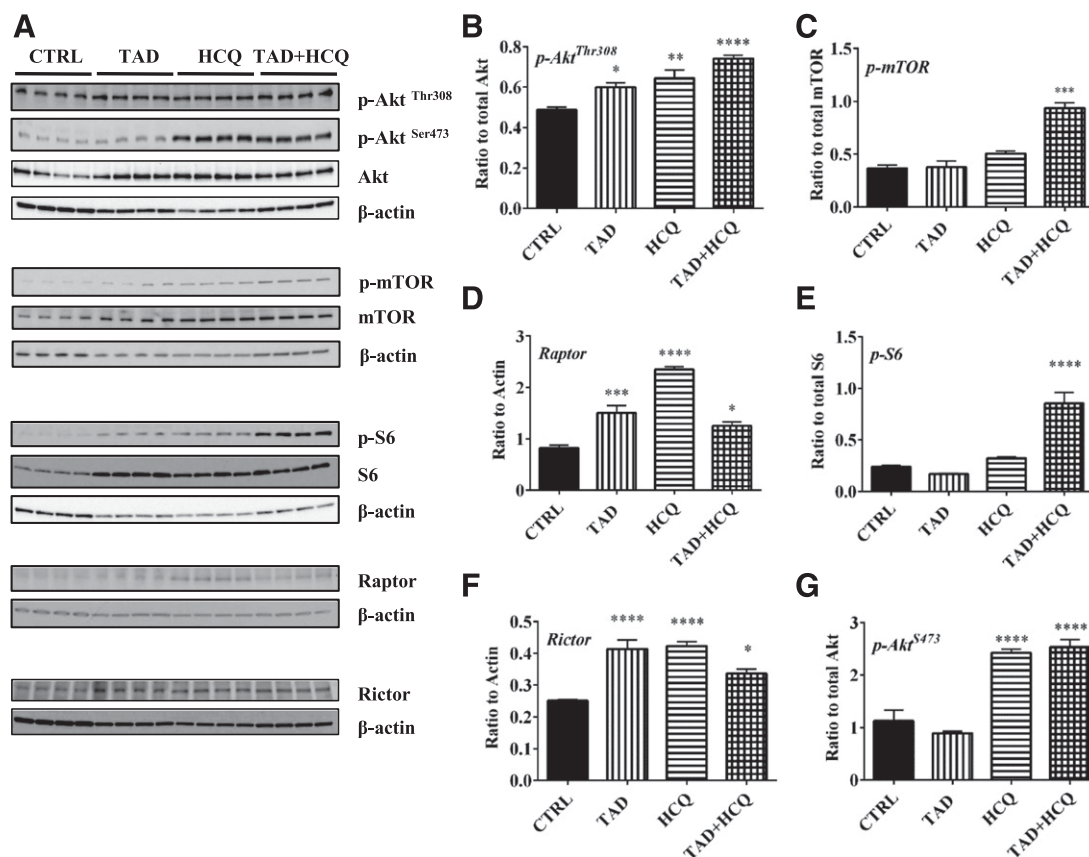 A
CTRL TAD HCQ TAD+HCQ
p-Akt Thr308
p-Akt Ser473
Akt
β-actin
p-mTOR
mTOR
β-actin
p-S6
S6
β-actin
Raptor
β-actin
Rictor
β-actin
B
p-Akt Thr308
Ratio to total Akt
0.8
0.6
0.4
0.2
0.0
*
**
****
CTRL
TAD
HCQ
TAD+HCQ
C
p-mTOR
Ratio to total mTOR
1.5
1.0
0.5
0.0
***
CTRL
TAD
HCQ
TAD+HCQ
D
Raptor
Ratio to Actin
3
2
1
0
***
****
*
CTRL
TAD
HCQ
TAD+HCQ
E
p-S6
Ratio to total S6
1.5
1.0
0.5
0.0
****
CTRL
TAD
HCQ
TAD+HCQ
F
Rictor
Ratio to Actin
0.5
0.4
0.3
0.2
0.1
0.0
****
****
*
CTRL
TAD
HCQ
TAD+HCQ
G
p-Akt S473
Ratio to total Akt
3
2
1
0
****
****
CTRL
TAD
HCQ
TAD+HCQ